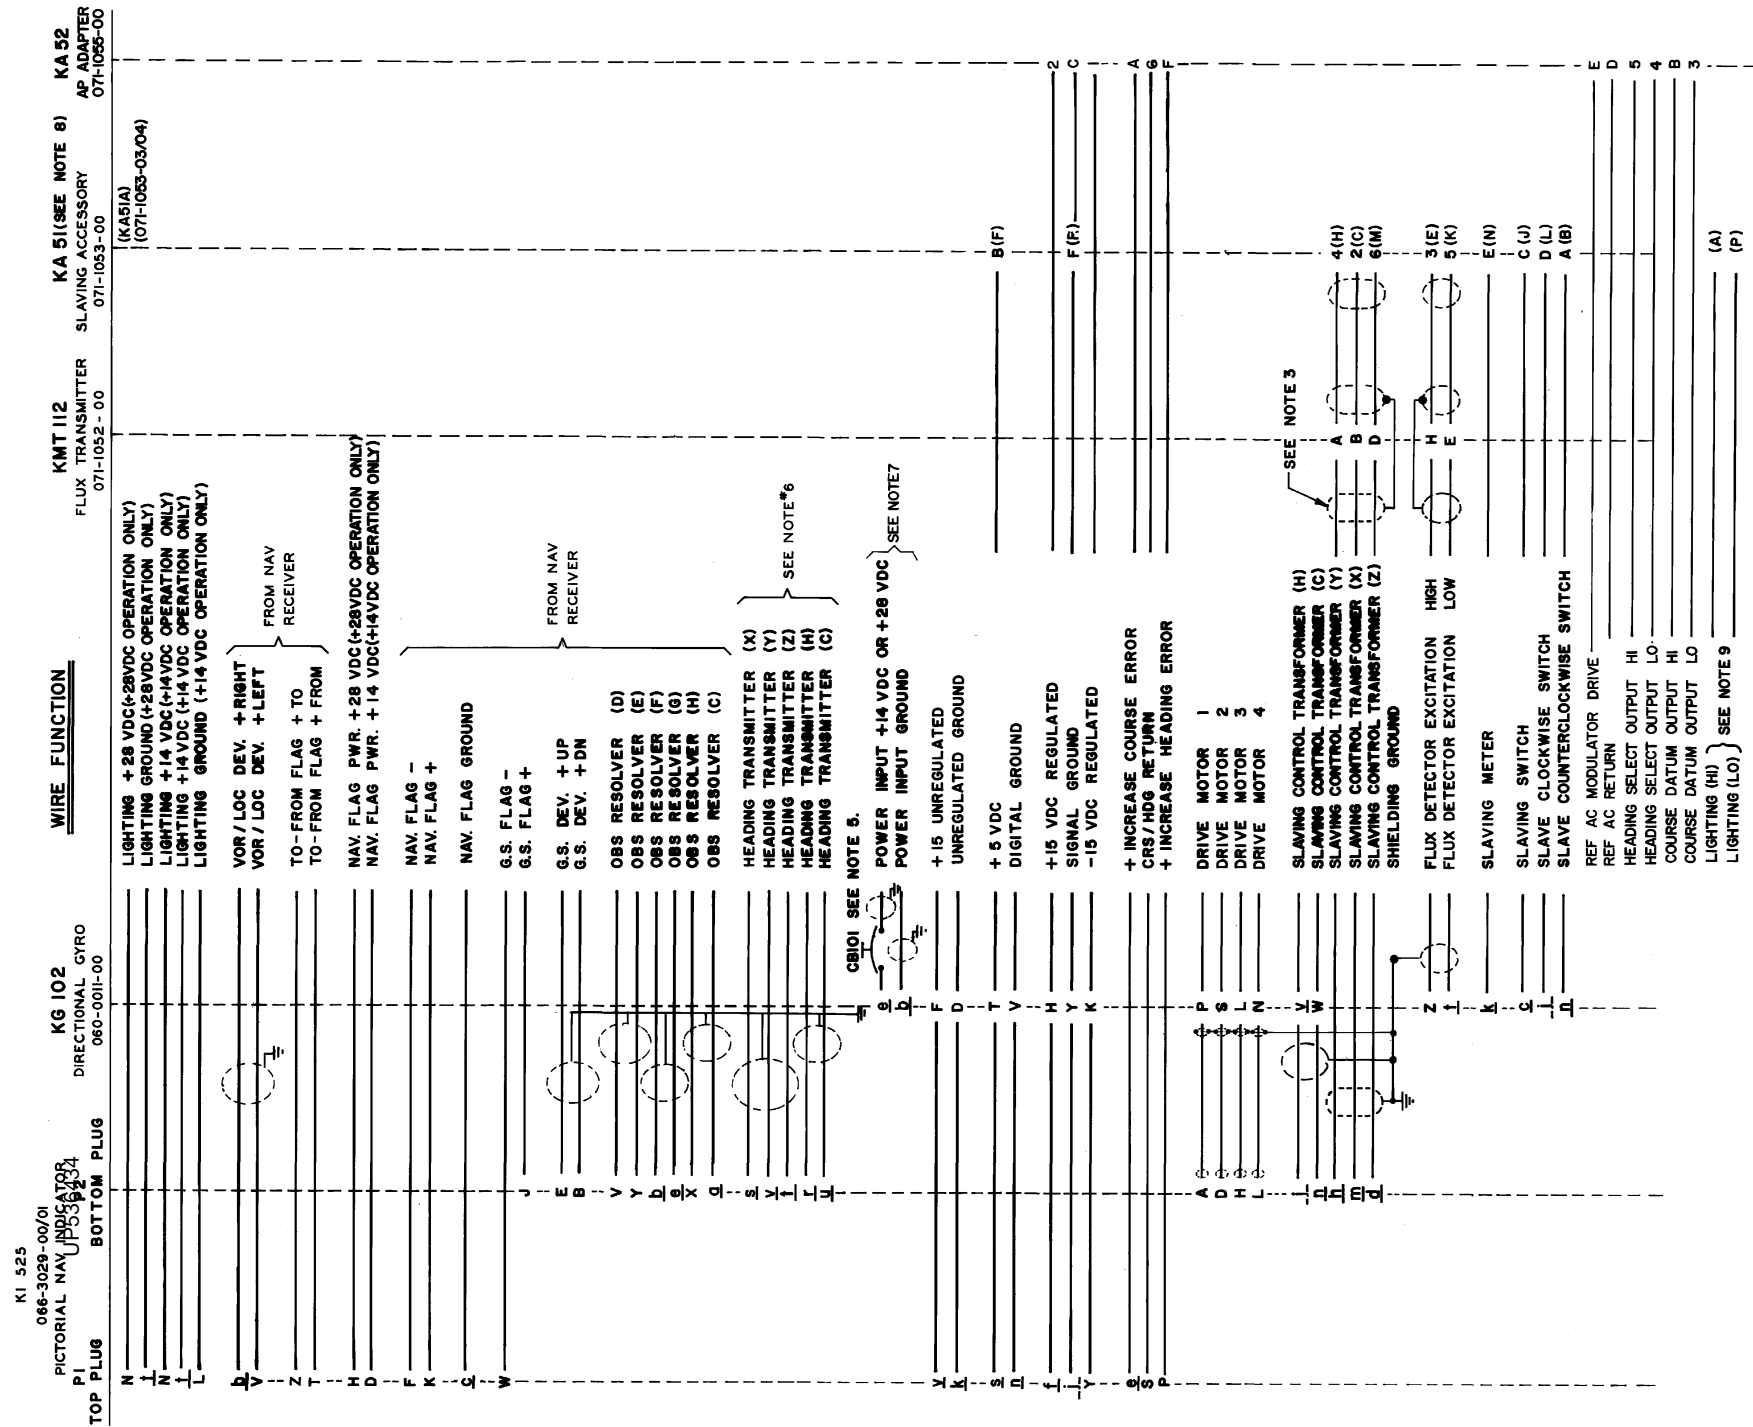 KI 525
066-3029-00/01
PICTORIAL NAV INDICATOR
UP536434
P1
P2
TOP PLUG
BOTTOM PLUG
KG 102
DIRECTIONAL GYRO
060-0011-00
WIRE FUNCTION
KMT 112
FLUX TRANSMITTER
071-1052-00
KA 51(SEE NOTE 8)
SLAVING ACCESSORY
071-1053-00
(KA51A)
(071-1053-03/04)
KA 52
AP ADAPTER
071-1055-00
N LIGHTING +28 VDC(+28VDC OPERATION ONLY)
t LIGHTING GROUND (+28VDC OPERATION ONLY)
N LIGHTING +14 VDC(+14VDC OPERATION ONLY)
t LIGHTING +14VDC (+14 VDC OPERATION ONLY)
L LIGHTING GROUND (+14 VDC OPERATION ONLY)
b VOR/LOC DEV. +RIGHT
V VOR/LOC DEV. +LEFT
Z TO-FROM FLAG +TO
T TO-FROM FLAG +FROM
FROM NAV
RECEIVER
H NAV. FLAG PWR. +28 VDC(+28VDC OPERATION ONLY)
D NAV. FLAG PWR. +14 VDC(+14VDC OPERATION ONLY)
F NAV. FLAG -
K NAV. FLAG +
C NAV. FLAG GROUND
W G.S. FLAG -
J G.S. FLAG +
E G.S. DEV. +UP
B G.S. DEV. +DN
V OBS RESOLVER (D)
Y OBS RESOLVER (E)
b OBS RESOLVER (F)
e OBS RESOLVER (G)
X OBS RESOLVER (H)
a OBS RESOLVER (C)
FROM NAV
RECEIVER
s HEADING TRANSMITTER (X)
v HEADING TRANSMITTER (Y)
t HEADING TRANSMITTER (Z)
r HEADING TRANSMITTER (H)
u HEADING TRANSMITTER (C)
SEE NOTE #6
CB101 SEE NOTE 5.
e POWER INPUT +14 VDC OR +28 VDC
b POWER INPUT GROUND
SEE NOTE7
v F +15 UNREGULATED
k D UNREGULATED GROUND
s T +5 VDC B(F)
n V DIGITAL GROUND
f H +15 VDC REGULATED 2
j Y SIGNAL GROUND F(R) C
Y K -15 VDC REGULATED 1
e + INCREASE COURSE ERROR A
S CRS/HDG RETURN 6
P + INCREASE HEADING ERROR F
A P DRIVE MOTOR 1
D S DRIVE MOTOR 2
H L DRIVE MOTOR 3
L N DRIVE MOTOR 4
SEE NOTE 3
j v SLAVING CONTROL TRANSFORMER (H)
n W SLAVING CONTROL TRANSFORMER (C)
h SLAVING CONTROL TRANSFORMER (Y) A 4(H)
m SLAVING CONTROL TRANSFORMER (X) B 2(C)
d SLAVING CONTROL TRANSFORMER (Z) D 6(M)
SHIELDING GROUND
Z FLUX DETECTOR EXCITATION HIGH H 3(E)
t FLUX DETECTOR EXCITATION LOW E 5(K)
k SLAVING METER E(N)
c SLAVING SWITCH C(J)
j SLAVE CLOCKWISE SWITCH D(L)
n SLAVE COUNTERCLOCKWISE SWITCH A(B)
REF AC MODULATOR DRIVE E
REF AC RETURN D
HEADING SELECT OUTPUT HI 5
HEADING SELECT OUTPUT LO 4
COURSE DATUM OUTPUT HI B
COURSE DATUM OUTPUT LO 3
LIGHTING (HI) (A)
LIGHTING (LO) (P)
SEE NOTE 9